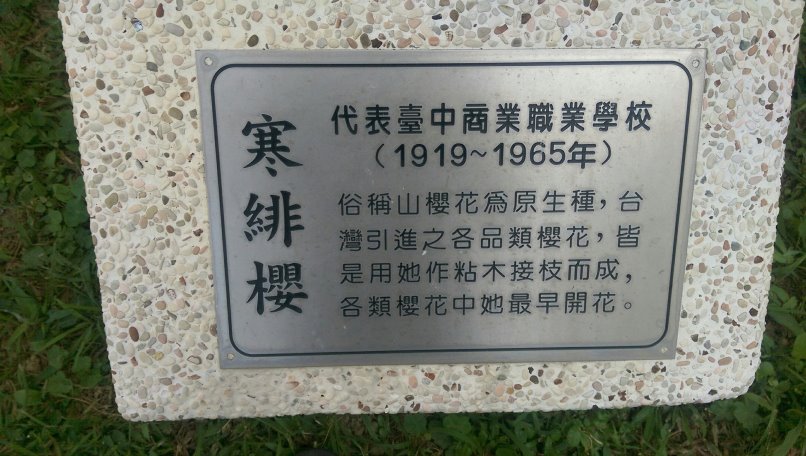 寒緋櫻
代表臺中商業職業學校
（1919~1965年）
俗稱山櫻花爲原生種，台
灣引進之各品類櫻花，皆
是用她作粘木接枝而成，
各類櫻花中她最早開花。